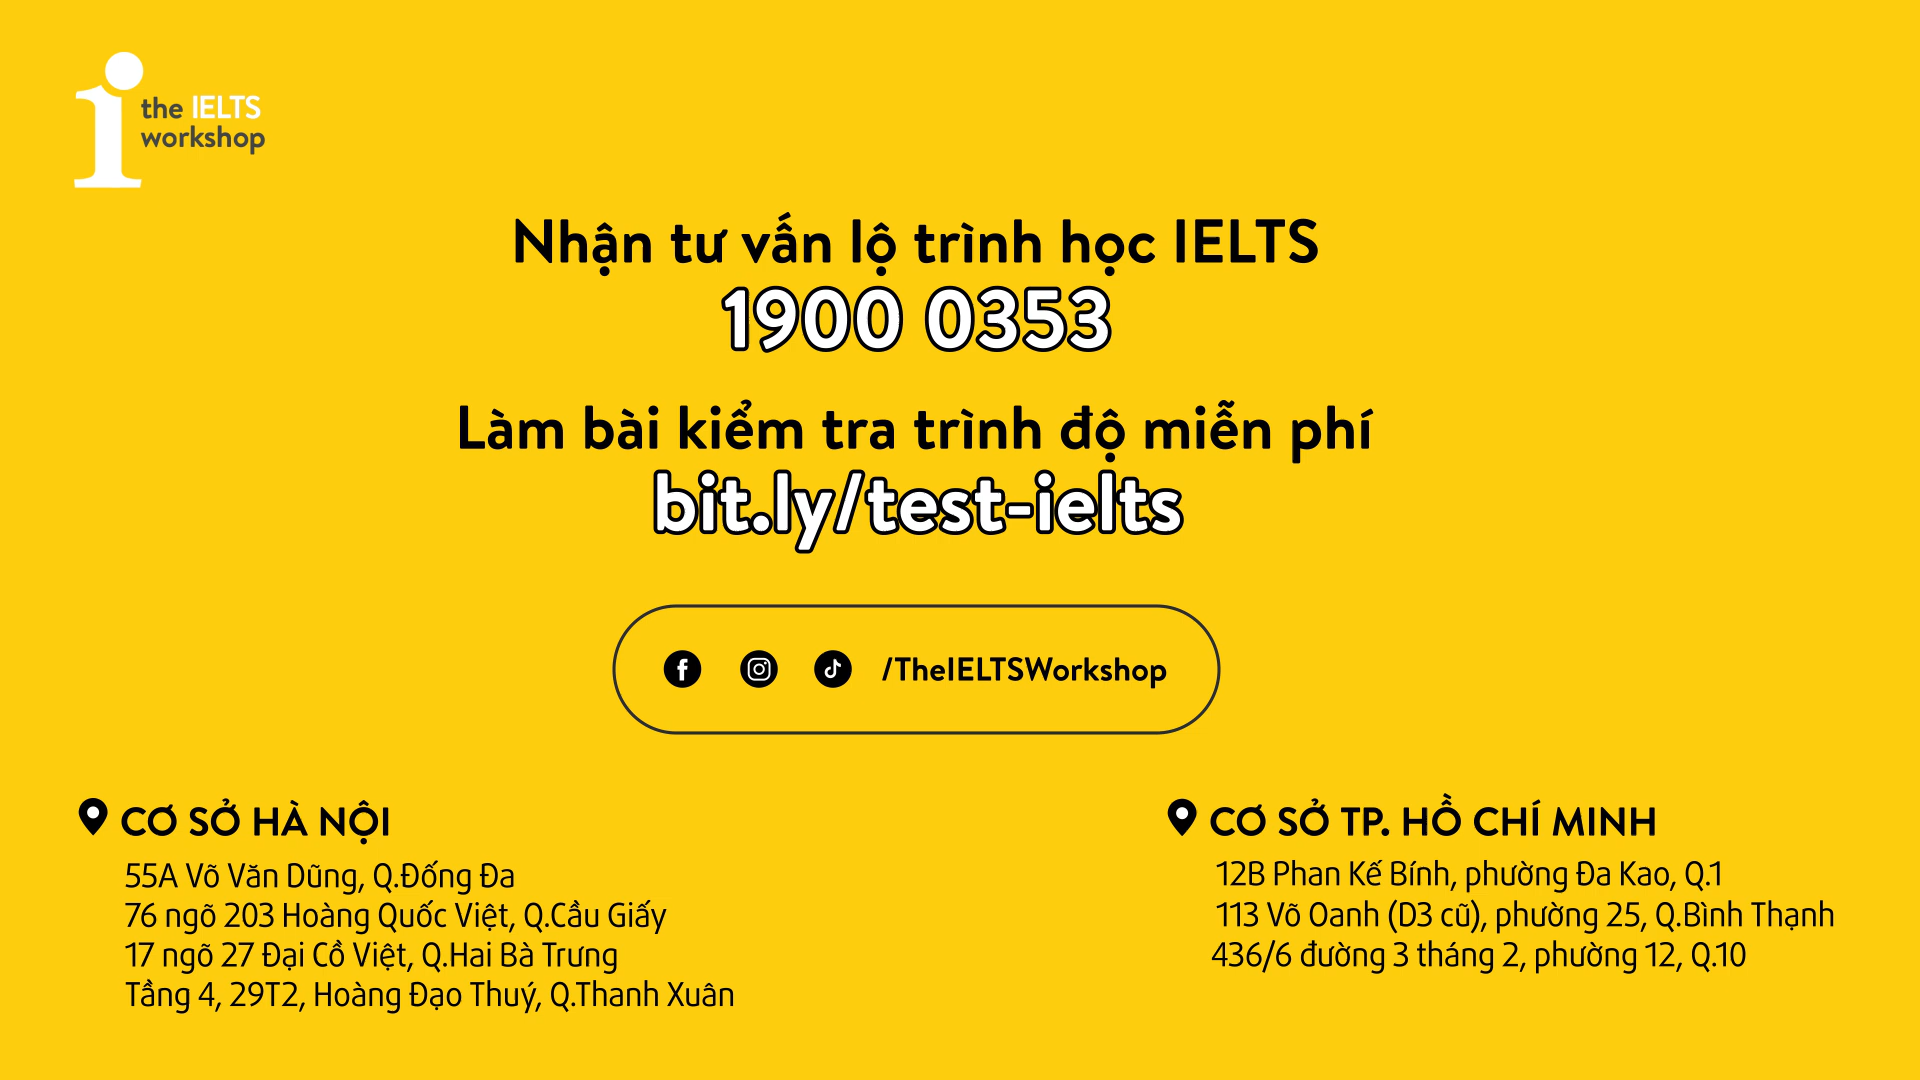 the IELTS
workshop
Nhận tư vấn lộ trình học IELTS
1900 0353
Làm bài kiểm tra trình độ miễn phí
bit.ly/test-ielts
/TheIELTSWorkshop
CƠ SỞ HÀ NỘI
55A Võ Văn Dũng, Q.Đống Đa
76 ngõ 203 Hoàng Quốc Việt, Q.Cầu Giấy
17 ngõ 27 Đại Cồ Việt, Q.Hai Bà Trưng
Tầng 4, 29T2, Hoàng Đạo Thuý, Q.Thanh Xuân
CƠ SỞ TP. HỒ CHÍ MINH
12B Phan Kế Bính, phường Đa Kao, Q.1
113 Võ Oanh (D3 cũ), phường 25, Q.Bình Thạnh
436/6 đường 3 tháng 2, phường 12, Q.10